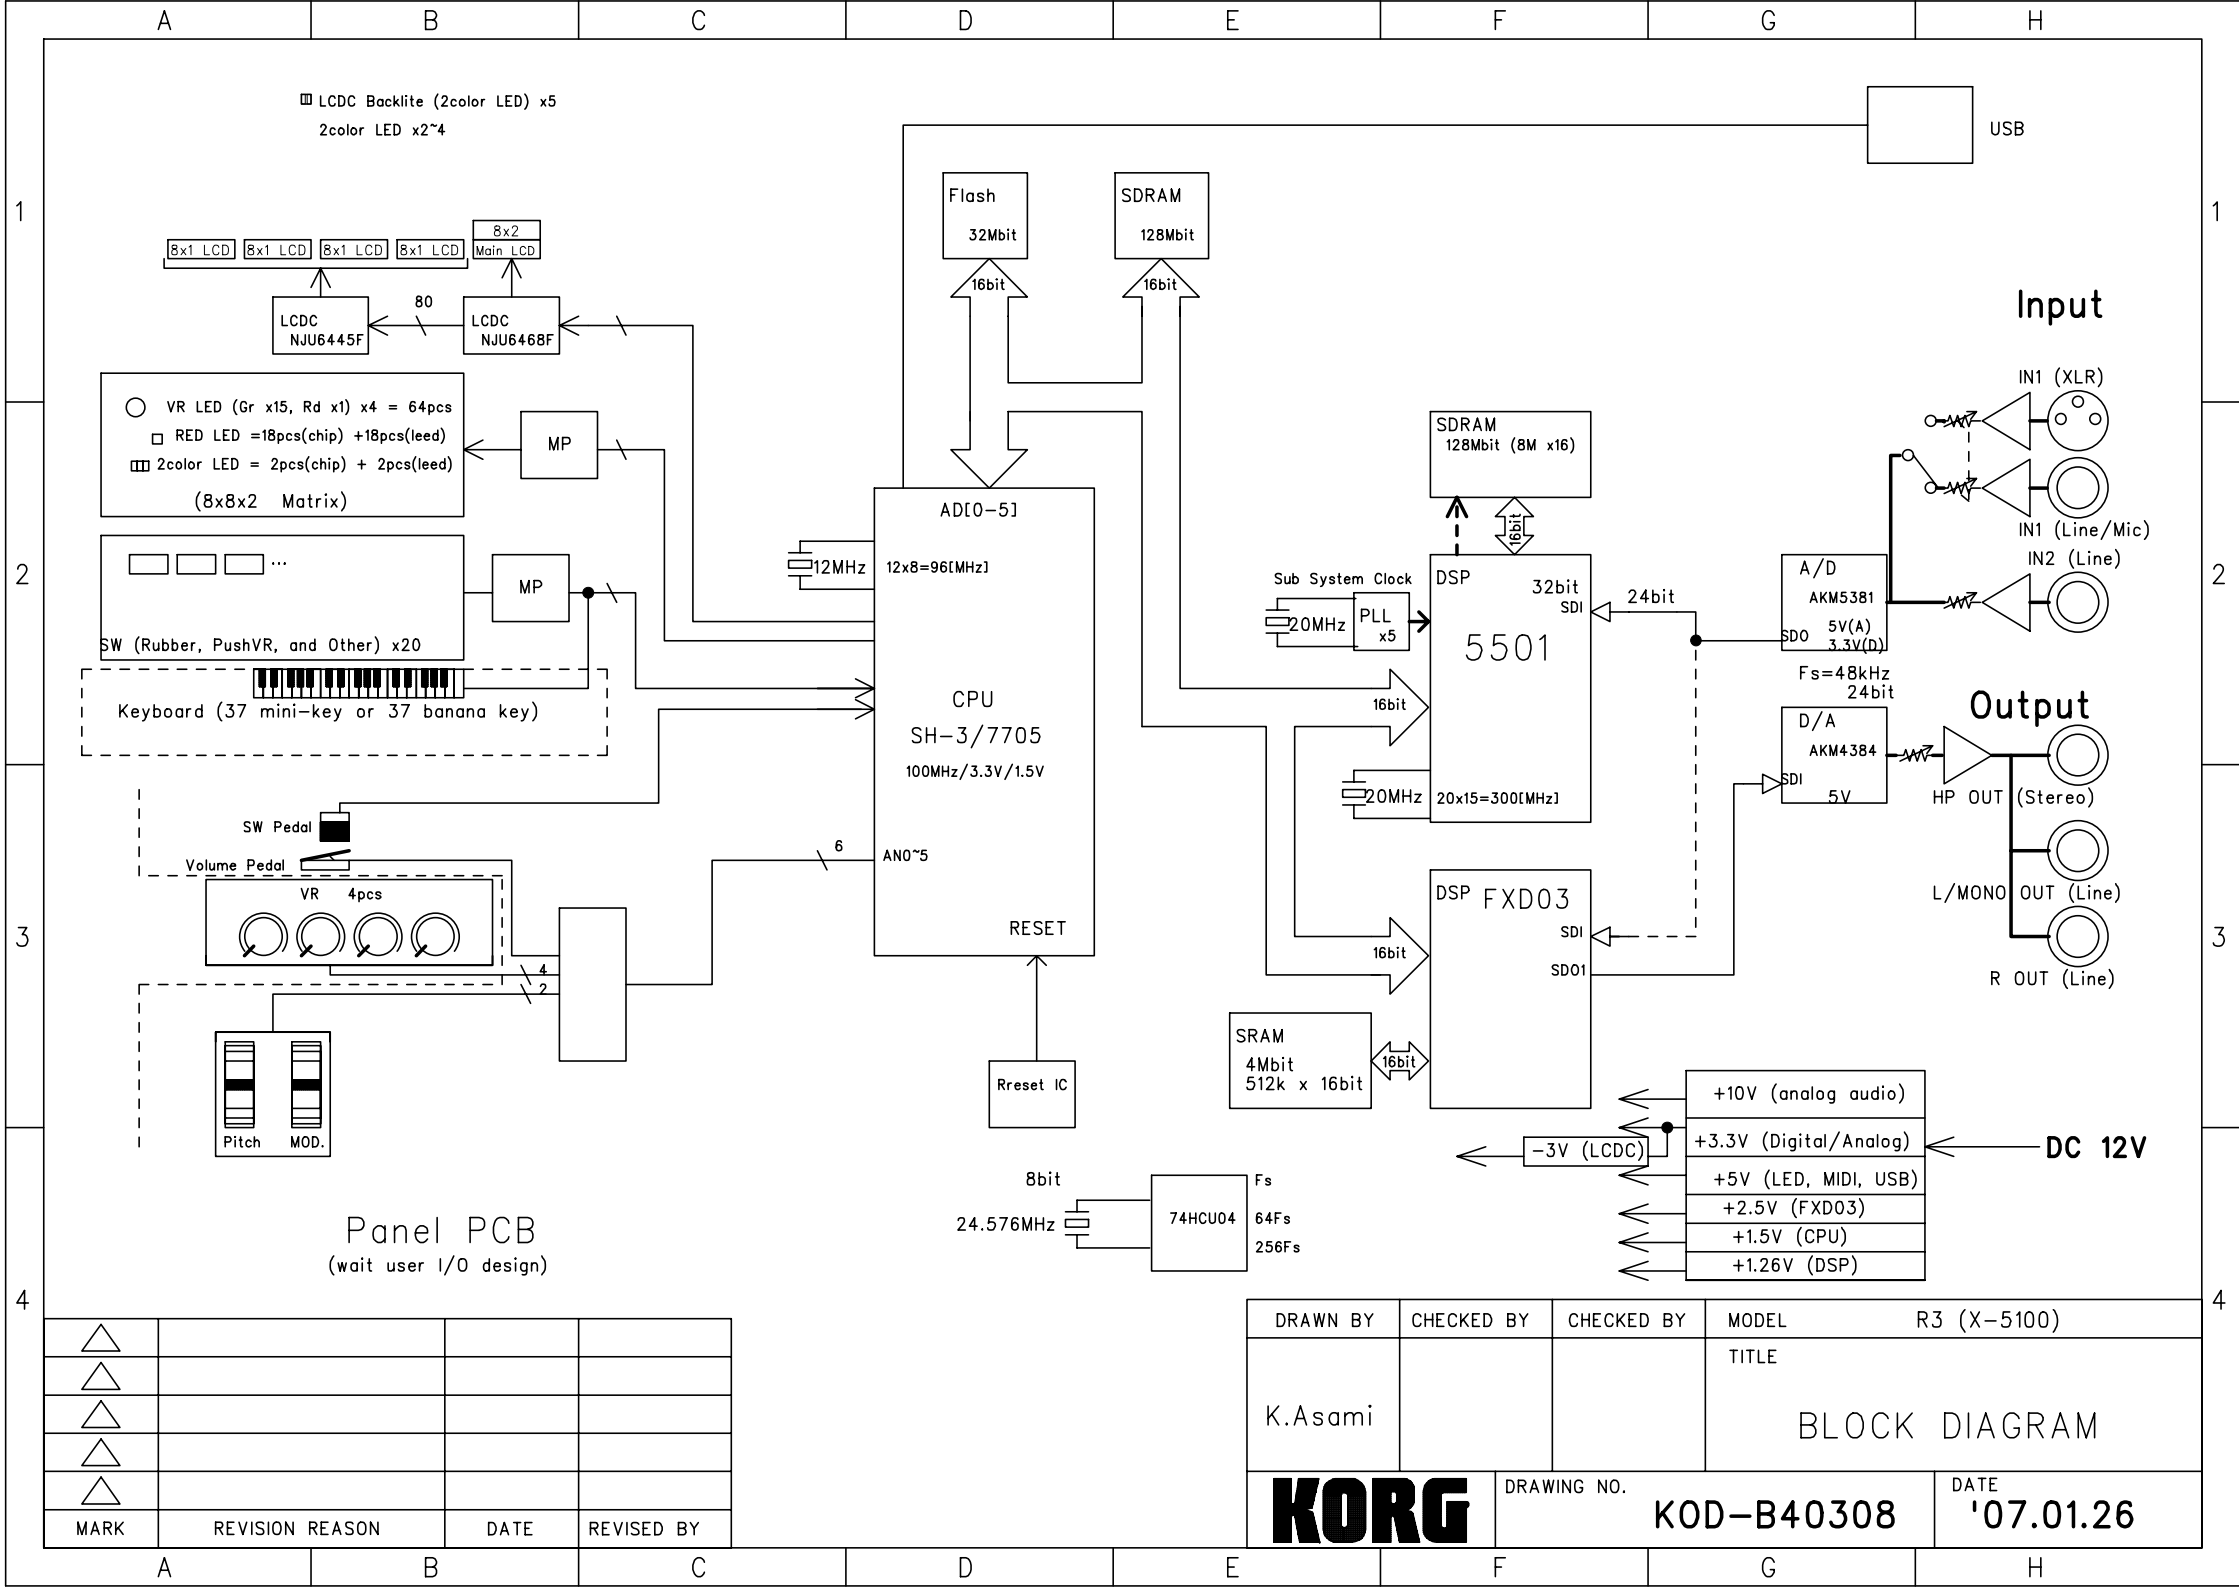 A B C D E F G H
LCDC Backlite (2color LED) x5
2color LED x2~4
USB
1
1
Flash
32Mbit
16bit
SDRAM
128Mbit
16bit
8x1 LCD
8x1 LCD
8x1 LCD
8x1 LCD
8x2
Main LCD
LCDC
NJU6445F
80
LCDC
NJU6468F
VR LED (Gr x15, Rd x1) x4 = 64pcs
RED LED =18pcs(chip) +18pcs(leed)
2color LED = 2pcs(chip) + 2pcs(leed)
(8x8x2 Matrix)
MP
2
2
...
SW (Rubber, PushVR, and Other) x20
MP
Keyboard (37 mini-key or 37 banana key)
12MHz
AD[0-5]
12x8=96[MHz]
CPU
SH-3/7705
100MHz/3.3V/1.5V
AN0~5
RESET
6
Rreset IC
SW Pedal
Volume Pedal
VR 4pcs
3
3
4
2
Pitch
MOD.
Panel PCB
(wait user I/O design)
SDRAM
128Mbit (8M x16)
16bit
Sub System Clock
20MHz
PLL
x5
DSP
32bit
SDI
5501
16bit
20MHz
20x15=300[MHz]
24bit
DSP FXD03
SDI
SDO1
16bit
SRAM
4Mbit
512k x 16bit
16bit
8bit
24.576MHz
74HCU04
Fs
64Fs
256Fs
Input
IN1 (XLR)
IN1 (Line/Mic)
IN2 (Line)
A/D
AKM5381
SDO
5V(A)
3.3V(D)
Fs=48kHz
24bit
Output
D/A
AKM4384
SDI
5V
HP OUT (Stereo)
L/MONO OUT (Line)
R OUT (Line)
+10V (analog audio)
+3.3V (Digital/Analog)
-3V (LCDC)
DC 12V
+5V (LED, MIDI, USB)
+2.5V (FXD03)
+1.5V (CPU)
+1.26V (DSP)
4
4
MARK REVISION REASON DATE REVISED BY
DRAWN BY CHECKED BY CHECKED BY MODEL R3 (X-5100)
TITLE
K.Asami
BLOCK DIAGRAM
KORG
DRAWING NO.
KOD-B40308
DATE
'07.01.26
A B C D E F G H